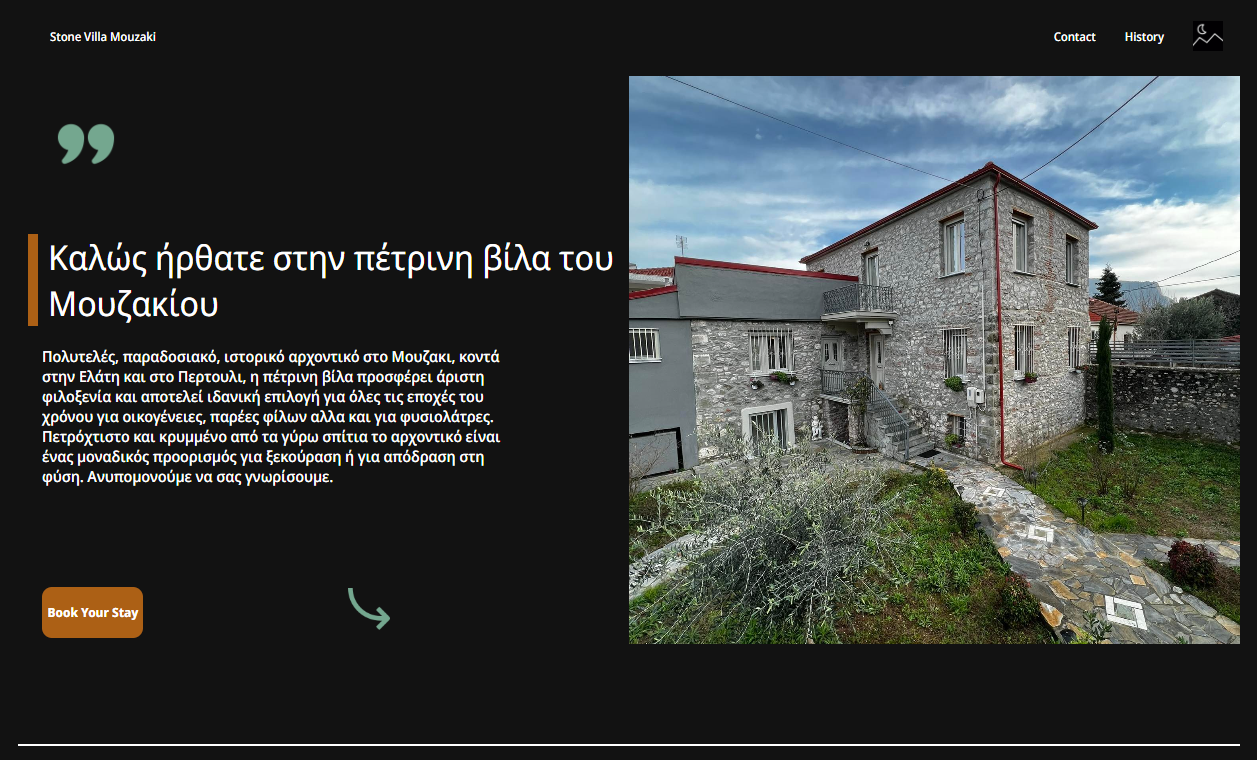 Stone Villa Mouzaki
Contact
History
Καλώς ήρθατε στην πέτρινη βίλα του
Μουζακίου
Πολυτελές, παραδοσιακό, ιστορικό αρχοντικό στο Μουζακι, κοντά
στην Ελάτη και στο Περτουλι, η πέτρινη βίλα προσφέρει άριστη
φιλοξενία και αποτελεί ιδανική επιλογή για όλες τις εποχές του
χρόνου για οικογένειες, παρέες φίλων αλλα και για φυσιολάτρες.
Πετρόχτιστο και κρυμμένο από τα γύρω σπίτια το αρχοντικό είναι
ένας μοναδικός προορισμός για ξεκούραση ή για απόδραση στη
φύση. Ανυπομονούμε να σας γνωρίσουμε.
Book Your Stay